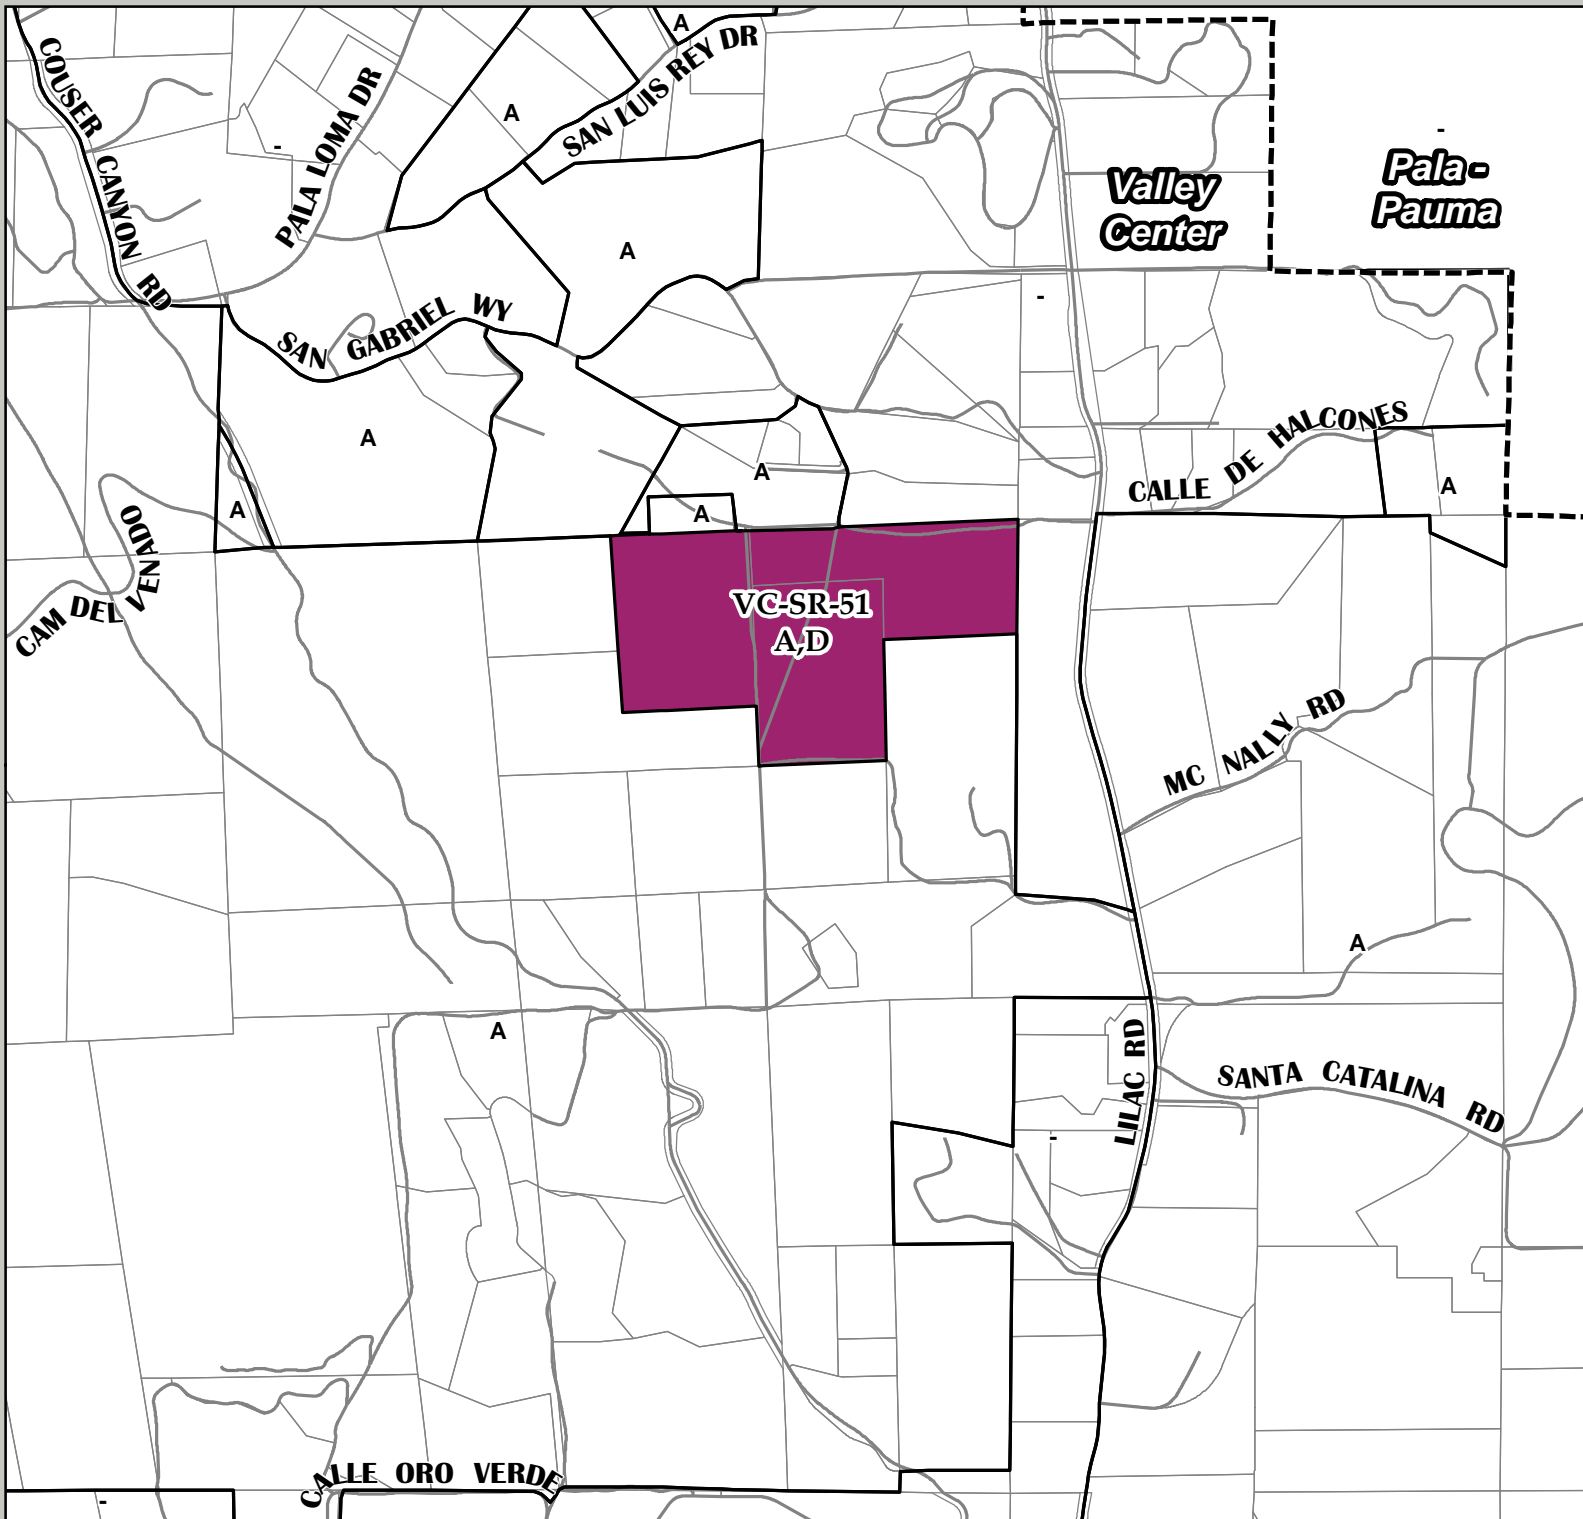 A
SAN LUIS REY DR
COUSER CANYON RD
PALA LOMA DR
A
-
-
Valley
Center
Pala -
Pauma
A
-
SAN GABRIEL WY
A
A
A
A
CALLE DE HALCONES
A
CAM DEL VENADO
VC-SR-51
A,D
MC NALLY RD
A
A
LILAC RD
SANTA CATALINA RD
-
CALLE ORO VERDE
-